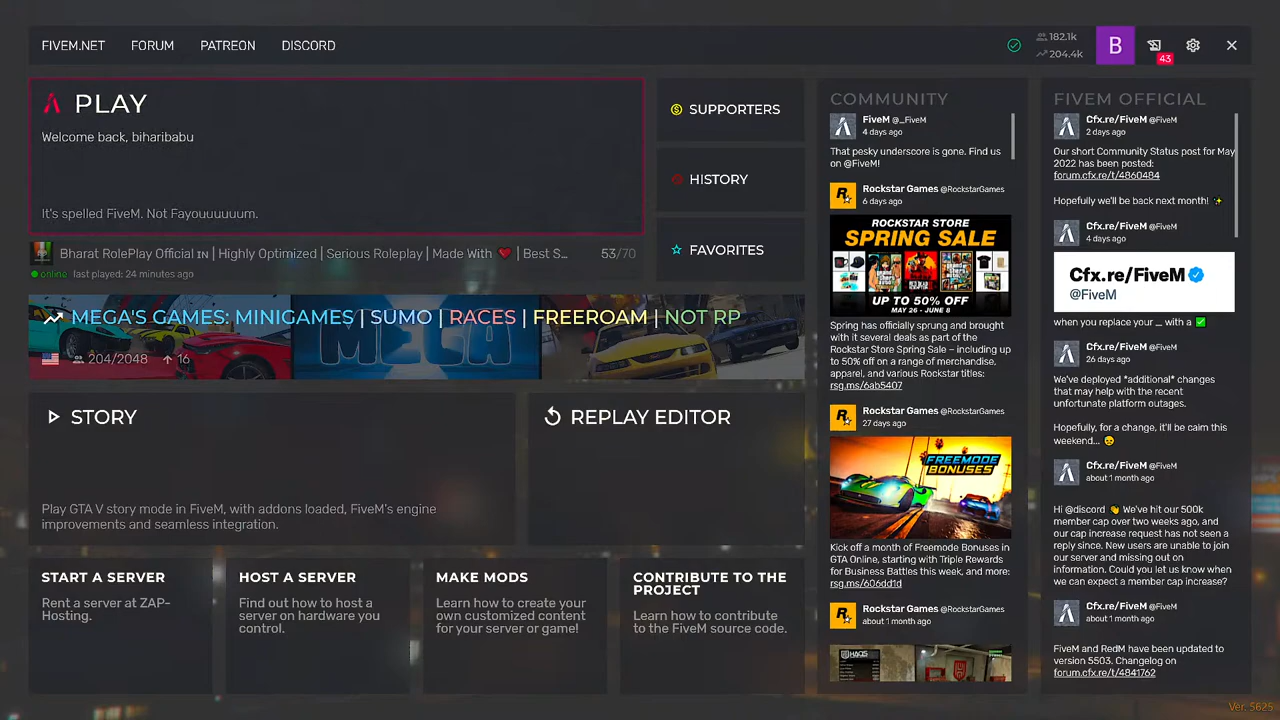 FIVEM.NET FORUM PATREON DISCORD
182.1k
204.4k
B
43
PLAY
Welcome back, biharibabu
It's spelled FiveM. Not Fayouuuuuum.
Bharat RolePlay Official IN | Highly Optimized | Serious Roleplay | Made With ❤️ | Best S... 53/70
online last played: 24 minutes ago
SUPPORTERS
HISTORY
FAVORITES
MEGA'S GAMES: MINIGAMES | SUMO | RACES | FREEROAM | NOT RP
MEGA
204/2048 16
STORY
Play GTA V story mode in FiveM, with addons loaded, FiveM's engine
improvements and seamless integration.
REPLAY EDITOR
START A SERVER
Rent a server at ZAP-
Hosting.
HOST A SERVER
Find out how to host a
server on hardware you
control.
MAKE MODS
Learn how to create your
own customized content
for your server or game!
CONTRIBUTE TO THE
PROJECT
Learn how to contribute
to the FiveM source code.
COMMUNITY
FiveM @_FiveM
4 days ago
That pesky underscore is gone. Find us
on @FiveM!
Rockstar Games @RockstarGames
6 days ago
ROCKSTAR STORE
SPRING SALE
UP TO 50% OFF
MAY 26 - JUNE 8
Spring has officially sprung and brought
with it several deals as part of the
Rockstar Store Spring Sale – including up
to 50% off on a range of merchandise,
apparel, and various Rockstar titles:
rsg.ms/6ab5407
Rockstar Games @RockstarGames
27 days ago
FREEMODE
BONUSES
Kick off a month of Freemode Bonuses in
GTA Online, starting with Triple Rewards
for Business Battles this week, and more:
rsg.ms/606dd1d
Rockstar Games @RockstarGames
about 1 month ago
HAOS
FIVEM OFFICIAL
Cfx.re/FiveM @FiveM
2 days ago
Our short Community Status post for May
2022 has been posted:
forum.cfx.re/t/4860484
Hopefully we'll be back next month! ✨
Cfx.re/FiveM @FiveM
4 days ago
Cfx.re/FiveM
@FiveM
when you replace your _ with a ✅
Cfx.re/FiveM @FiveM
26 days ago
We've deployed *additional* changes
that may help with the recent
unfortunate platform outages.
Hopefully, for a change, it'll be calm this
weekend... 😔
Cfx.re/FiveM @FiveM
about 1 month ago
Hi @discord 👋 We've hit our 500k
member cap over two weeks ago, and
our cap increase request has not seen a
reply since. New users are unable to join
our server and missing out on
information. Could you let us know when
we can expect a member cap increase?
Cfx.re/FiveM @FiveM
about 1 month ago
FiveM and RedM have been updated to
version 5503. Changelog on
forum.cfx.re/t/4841762
Ver. 5625